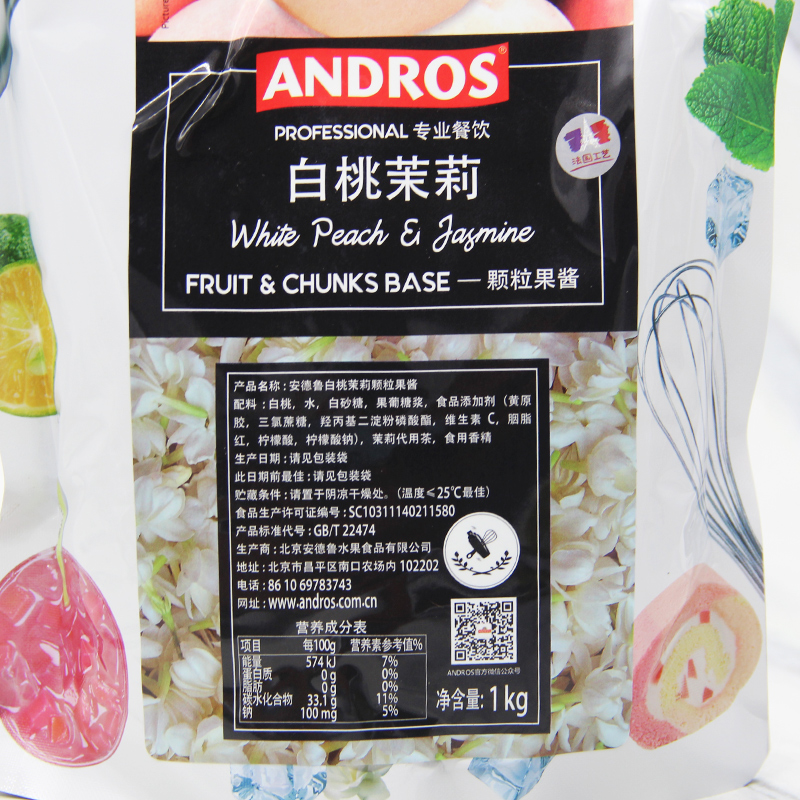 Picture
ANDROS®
PROFESSIONAL 专业餐饮
法国工艺
白桃茉莉
White Peach & Jasmine
FRUIT & CHUNKS BASE — 颗粒果酱
产品名称：安德鲁白桃茉莉颗粒果酱
配料：白桃，水，白砂糖，果葡糖浆，食品添加剂（黄原
胶，三氯蔗糖，羟丙基二淀粉磷酸酯，维生素 C，胭脂
红，柠檬酸，柠檬酸钠），茉莉代用茶，食用香精
生产日期：请见包装袋
此日期前最佳：请见包装袋
贮藏条件：请置于阴凉干燥处。（温度≤25℃最佳）
食品生产许可证编号：SC10311140211580
产品标准代号：GB/T 22474
生产商：北京安德鲁水果食品有限公司
地址：北京市昌平区南口农场内 102202
电话：86 10 69783743
网址：www.andros.com.cn
营养成分表
项目 每100g 营养素参考值%
能量 574 kJ 7%
蛋白质 0 g 0%
脂肪 0 g 0%
碳水化合物 33.1 g 11%
钠 100 mg 5%
ANDROS官方微信公众号
净含量: 1 kg